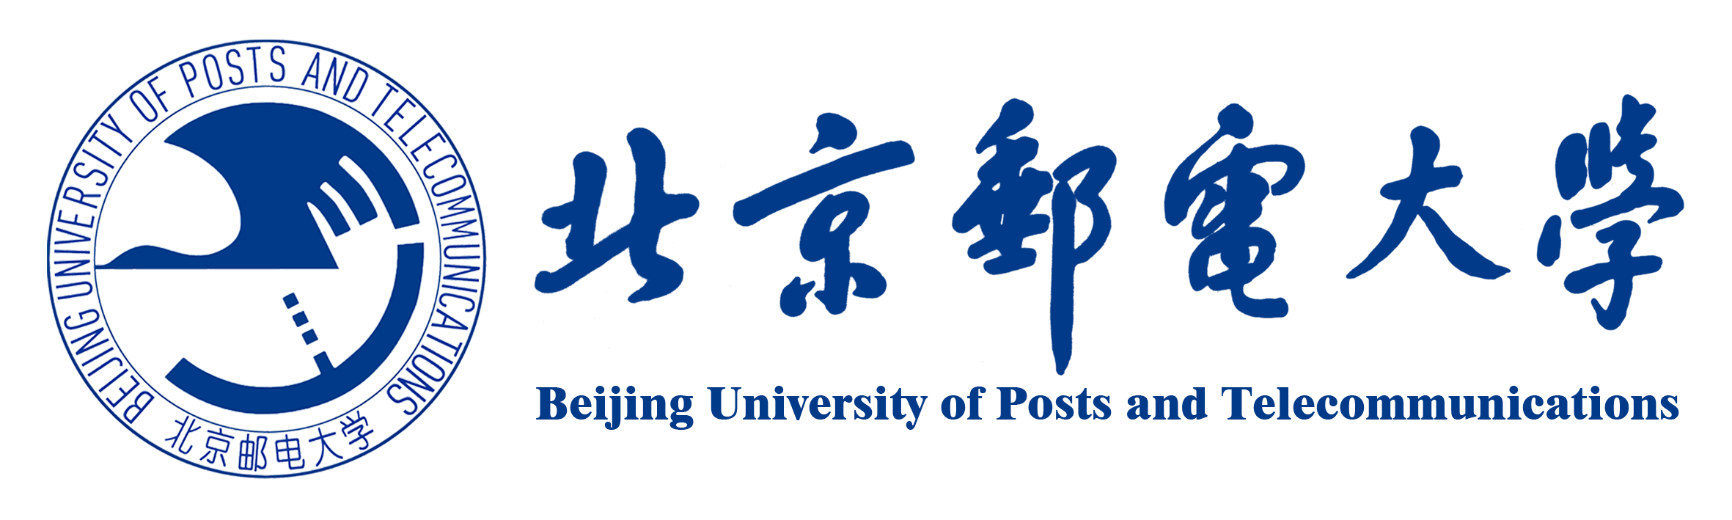 BEIJING UNIVERSITY OF POSTS AND TELECOMMUNICATIONS
北京邮电大学
北京郵電大學
Beijing University of Posts and Telecommunications